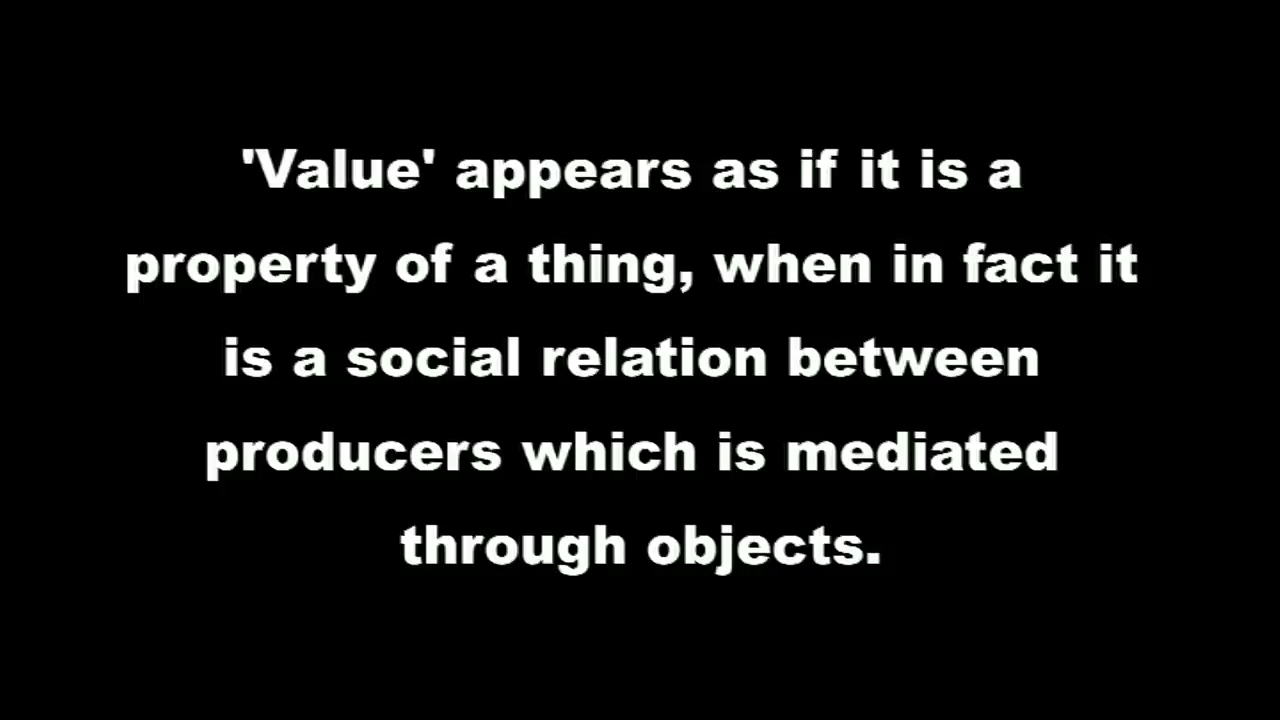 'Value' appears as if it is a
property of a thing, when in fact it
is a social relation between
producers which is mediated
through objects.